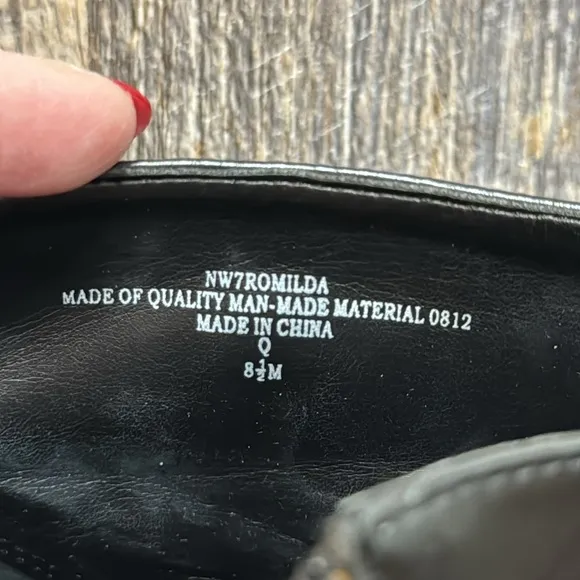 NW7ROMILDA
MADE OF QUALITY MAN-MADE MATERIAL 0812
MADE IN CHINA
Q
8½M